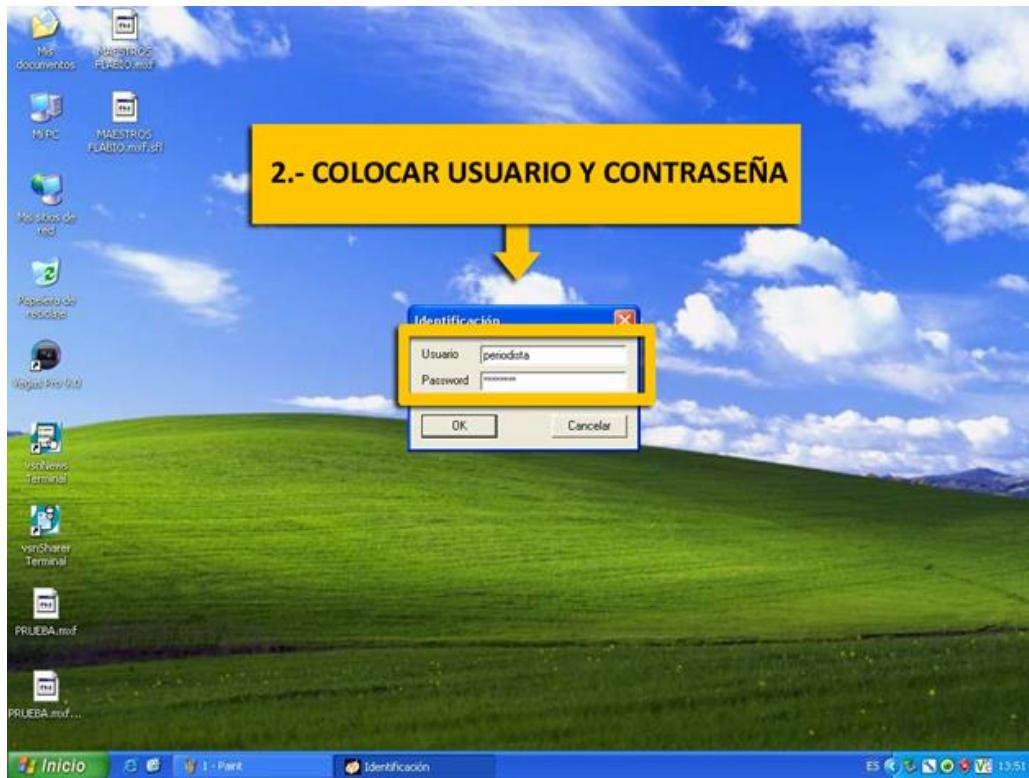 Mis
documentos
MAESTROS
FLABIO.mxf
Mi PC
MAESTROS
FLABIO.mxf.sfl
2.- COLOCAR USUARIO Y CONTRASEÑA
Mis sitios de
red
Papelera de
reciclaje
Identificación
Usuario periodista
Password
OK Cancelar
Vegas Pro 9.0
vsnNews
Terminal
vsnSharer
Terminal
PRUEBA.mxf
PRUEBA.mxf...
Inicio 1 - Paint Identificación ES 13:51